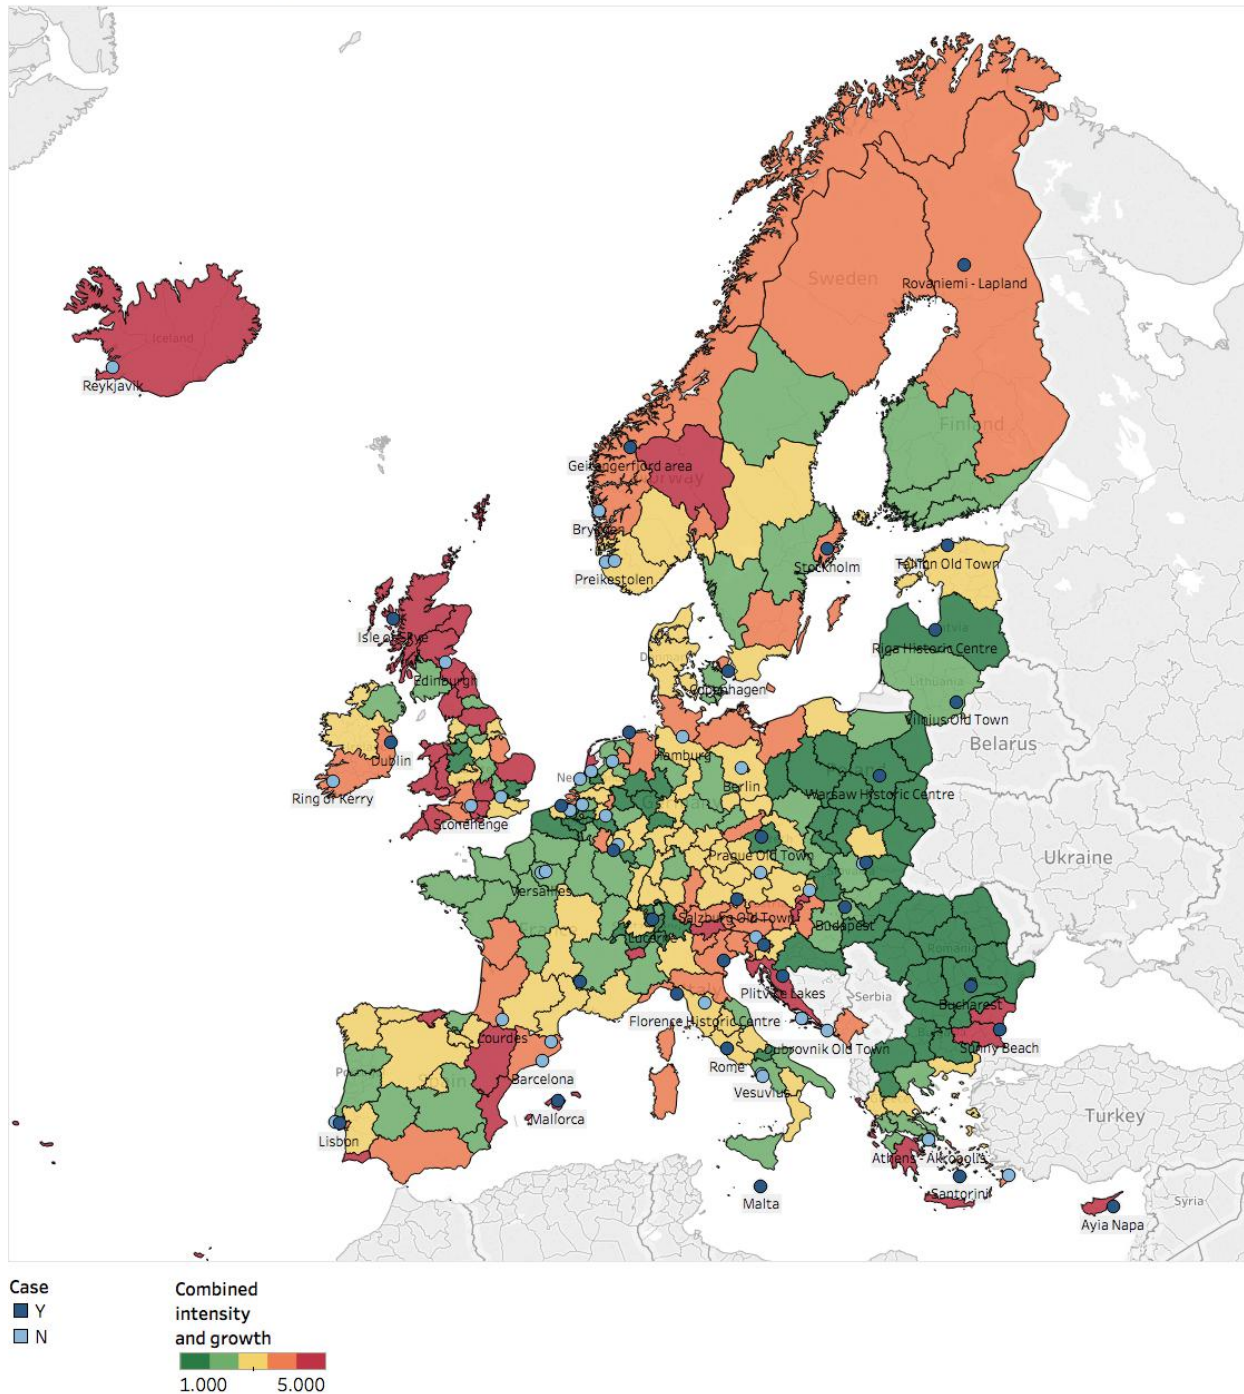 Sweden
Rovaniemi - Lapland
Iceland
Reykjavik
Finland
Geirangerfjord area
Norway
Bryggen
Stockholm
Tallinn Old Town
Preikestolen
Isle of Skye
Latvia
Riga Historic Centre
Edinburgh
Lithuania
Copenhagen
Vilnius Old Town
Belarus
Dublin
Hamburg
Poland
Berlin
Warsaw Historic Centre
Ring of Kerry
Stonehenge
Ukraine
Prague Old Town
Versailles
Salzburg Old Town
Budapest
Lucerne
Romania
Italy
Plitvice Lakes
Serbia
Bucharest
Florence Historic Centre
Lourdes
Dubrovnik Old Town
Sunny Beach
Rome
Barcelona
Spain
Vesuvius
Mallorca
Turkey
Lisbon
Athens - Akropolis
Santorini
Malta
Syria
Ayia Napa
Case
Y
N
Combined
intensity
and growth
1.000 5.000